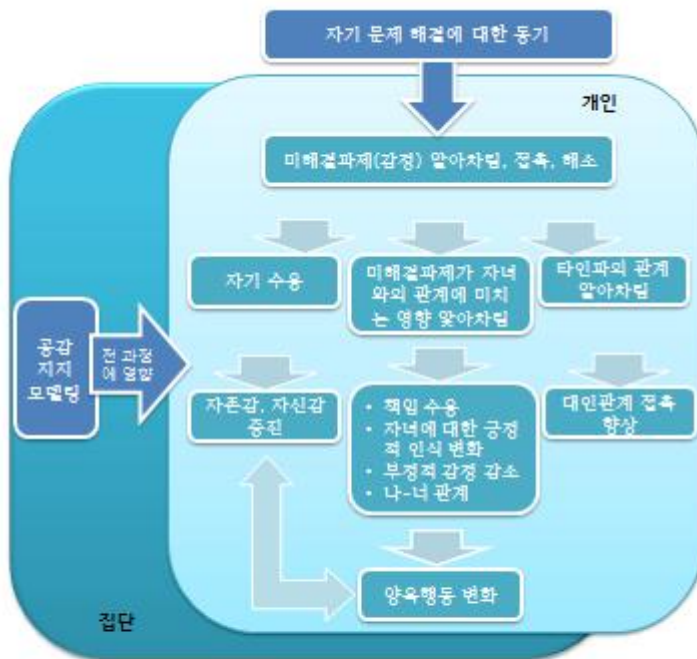 자기 문제 해결에 대한 동기
개인
미해결과제(감정) 알아차림, 접촉, 해소
자기 수용
미해결과제가 자녀
와의 관계에 미치
는 영향 알아차림
타인과의 관계
알아차림
공감
지지
모델링
전 과정
에 영향
자존감, 자신감
증진
• 책임 수용
• 자녀에 대한 긍정
적 인식 변화
• 부정적 감정 감소
• 나-너 관계
대인관계 접촉
향상
양육행동 변화
집단